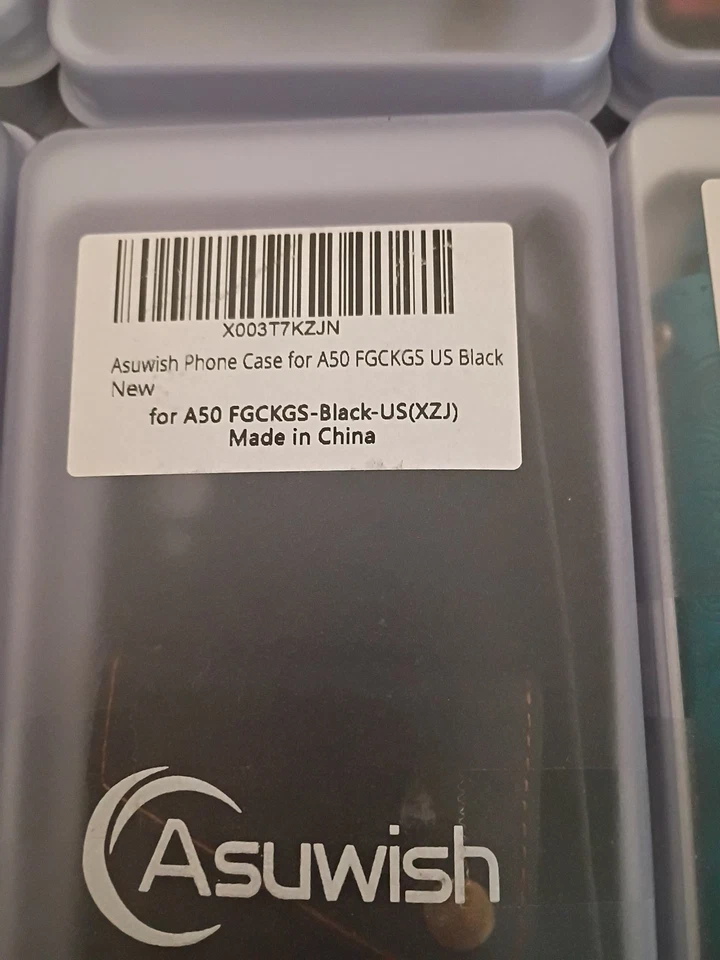 X003T7KZJN
Asuwish Phone Case for A50 FGCKGS US Black
New
for A50 FGCKGS-Black-US(XZJ)
Made in China
Asuwish